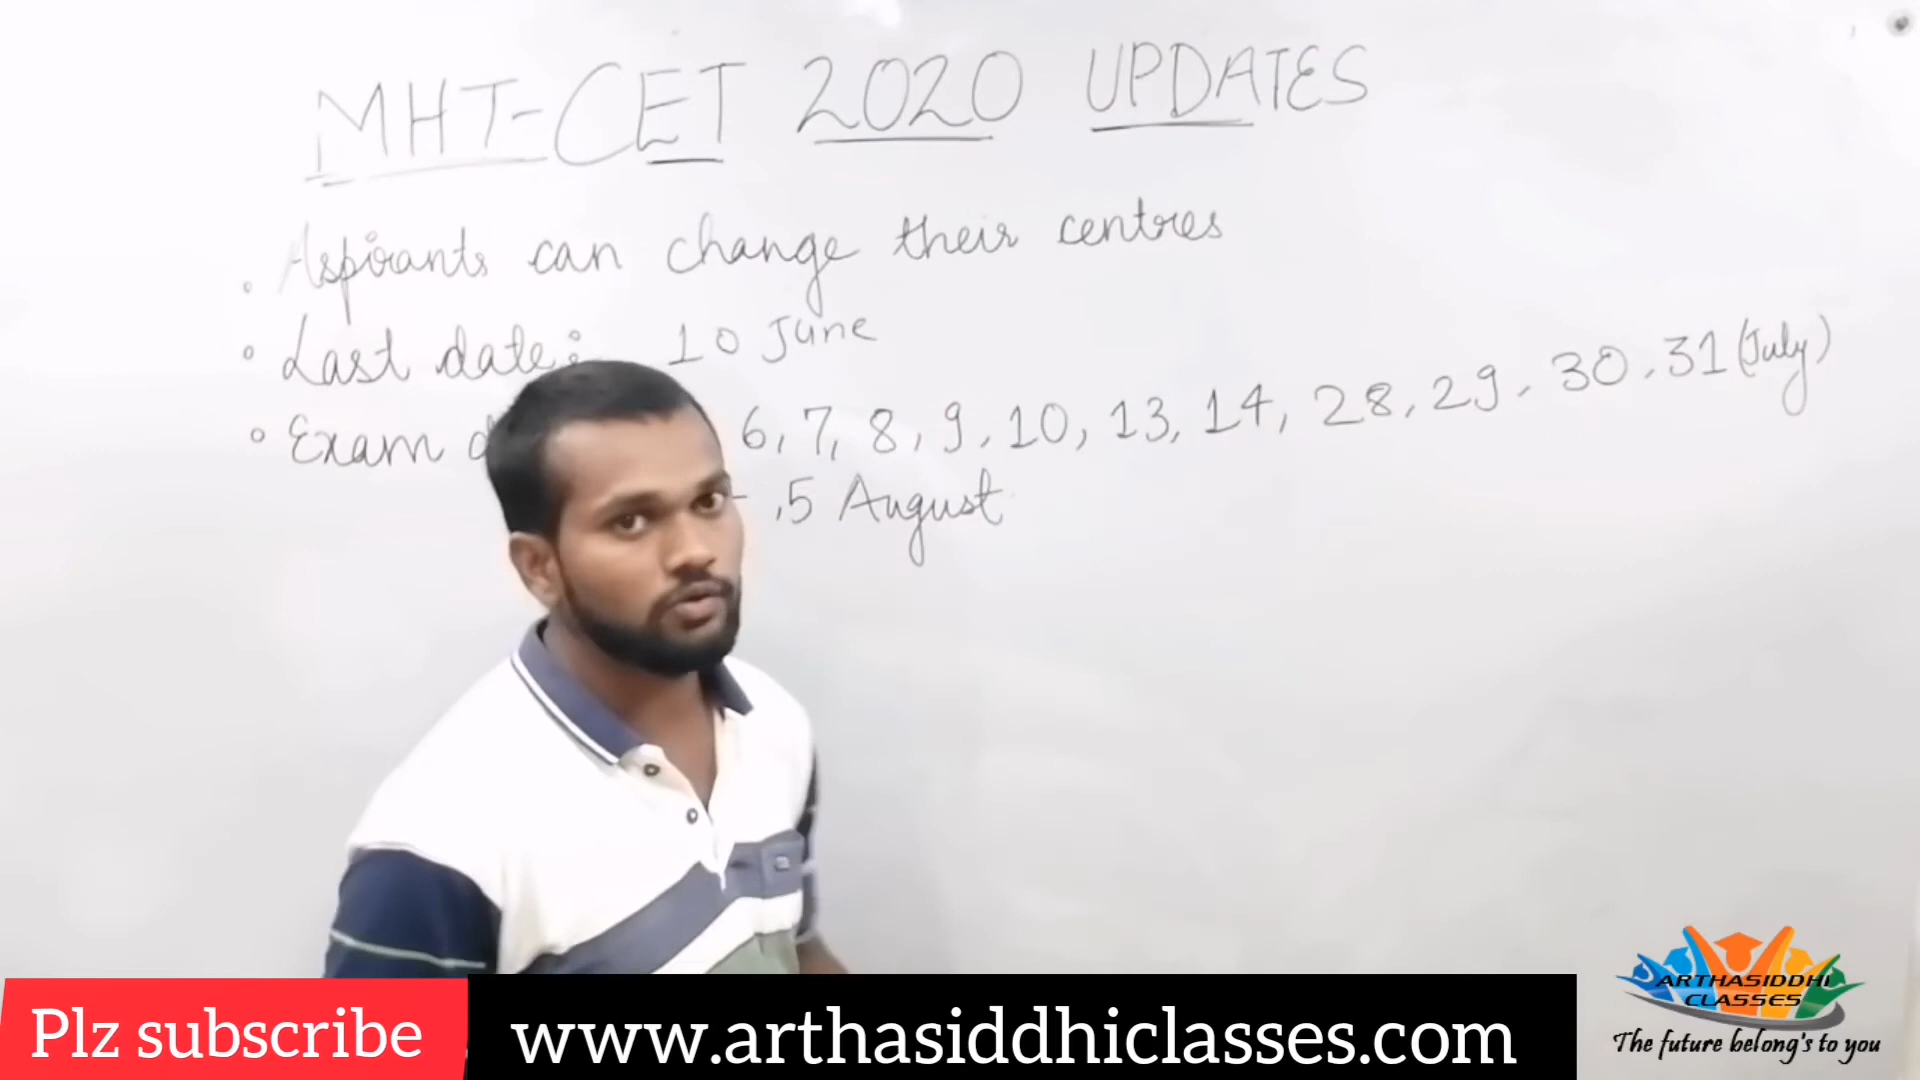 MHT-CET 2020 UPDATES
• Aspirants can change their centres
• Last date: 10 June
• Exam 6, 7, 8, 9, 10, 13, 14, 28, 29, 30, 31 (July)
,5 August
Plz subscribe
www.arthasiddhiclasses.com
ARTHASIDDHI
CLASSES
The future belong's to you